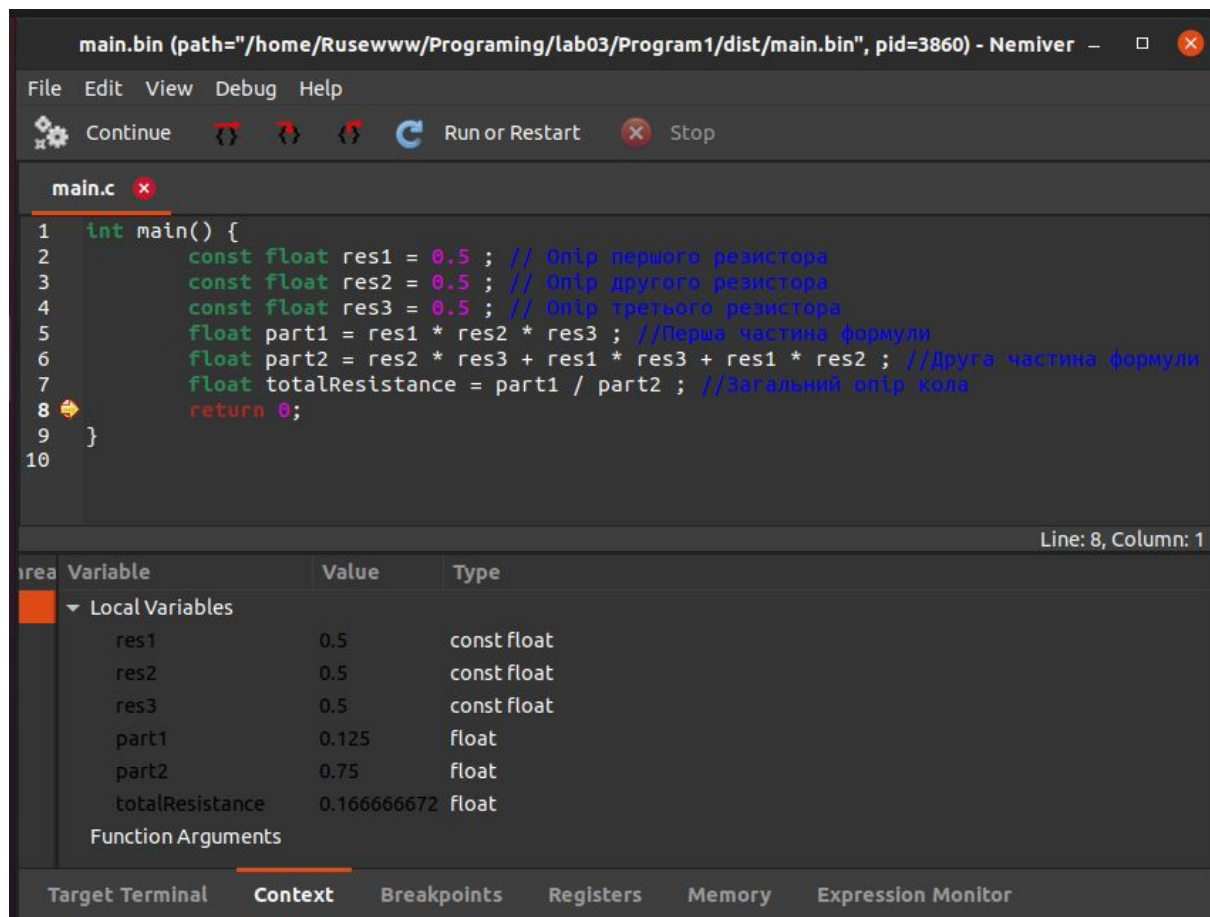 main.bin (path="/home/Rusewww/Programing/lab03/Program1/dist/main.bin", pid=3860) - Nemiver
File Edit View Debug Help
Continue Run or Restart Stop
main.c
1 int main() {
2 const float res1 = 0.5 ; // Опір першого резистора
3 const float res2 = 0.5 ; // Опір другого резистора
4 const float res3 = 0.5 ; // Опір третього резистора
5 float part1 = res1 * res2 * res3 ; //Перша частина формули
6 float part2 = res2 * res3 + res1 * res3 + res1 * res2 ; //Друга частина формули
7 float totalResistance = part1 / part2 ; //Загальний опір кола
8 return 0;
9 }
10
Line: 8, Column: 1
Variable Value Type
Local Variables
res1 0.5 const float
res2 0.5 const float
res3 0.5 const float
part1 0.125 float
part2 0.75 float
totalResistance 0.166666672 float
Function Arguments
Target Terminal Context Breakpoints Registers Memory Expression Monitor